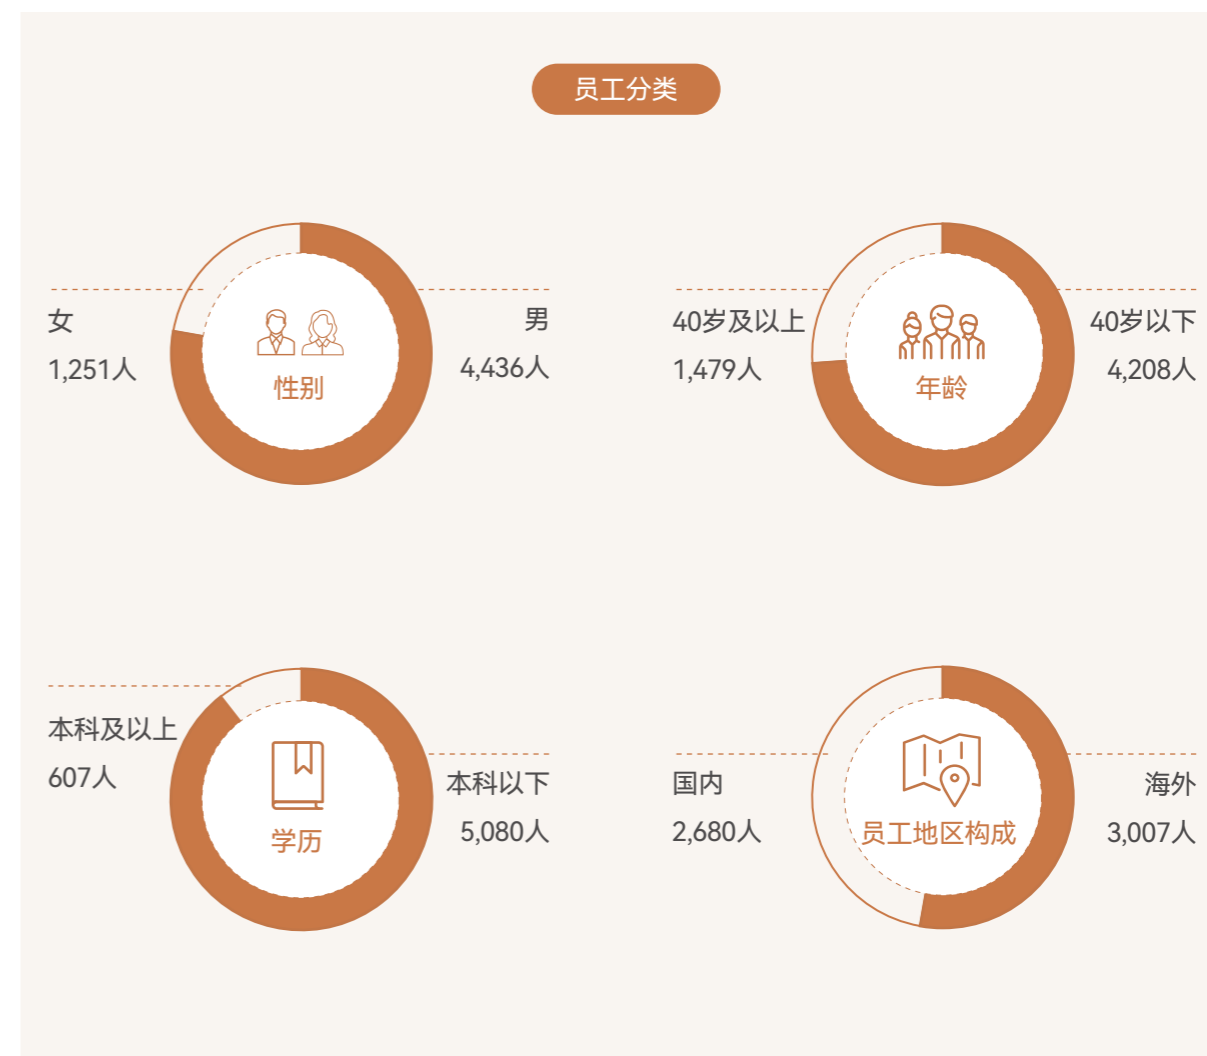 员工分类
女
1,251人
性别
男
4,436人
40岁及以上
1,479人
年龄
40岁以下
4,208人
本科及以上
607人
学历
本科以下
5,080人
国内
2,680人
员工地区构成
海外
3,007人